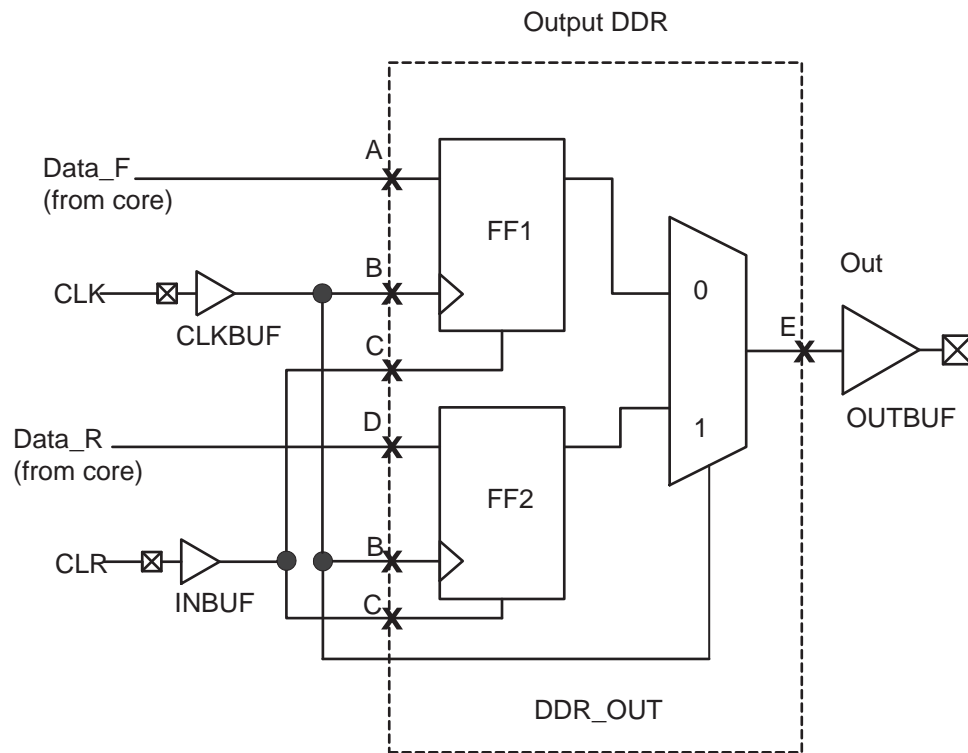 Output DDR
A
Data_F
(from core)
FF1
B
CLK
CLKBUF
0
Out
C
E
D
Data_R
(from core)
1
OUTBUF
FF2
B
CLR
INBUF
C
DDR_OUT